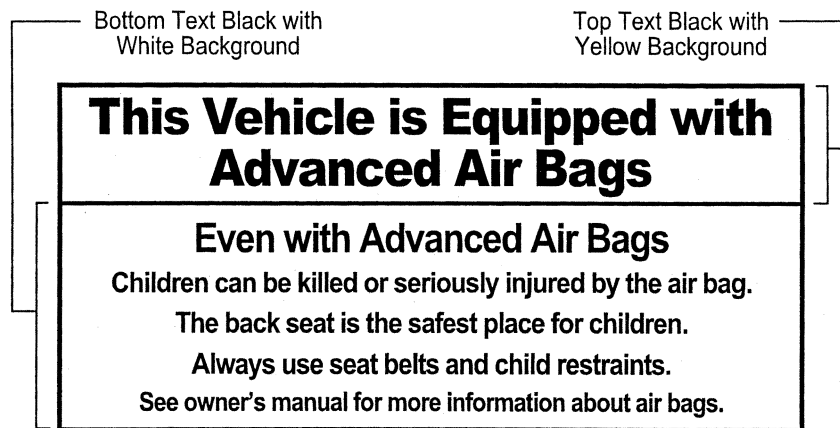 Bottom Text Black with
White Background
Top Text Black with
Yellow Background
This Vehicle is Equipped with
Advanced Air Bags
Even with Advanced Air Bags
Children can be killed or seriously injured by the air bag.
The back seat is the safest place for children.
Always use seat belts and child restraints.
See owner's manual for more information about air bags.